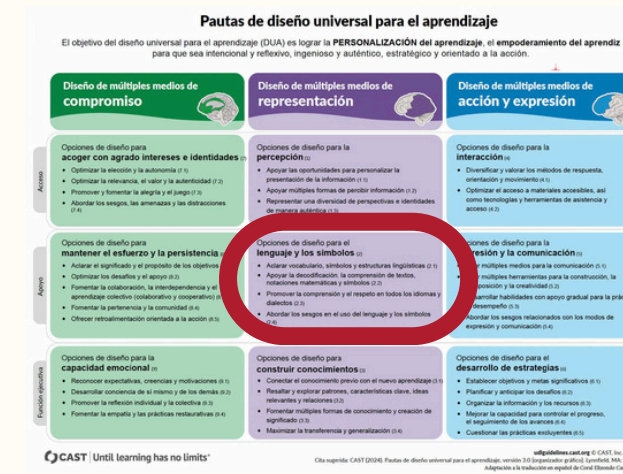 Pautas de diseño universal para el aprendizaje
El objetivo del diseño universal para el aprendizaje (DUA) es lograr la PERSONALIZACIÓN del aprendizaje, el empoderamiento del aprendiz
para que sea intencional y reflexivo, ingenioso y auténtico, estratégico y orientado a la acción.
Diseño de múltiples medios de
compromiso
Diseño de múltiples medios de
representación
Diseño de múltiples medios de
acción y expresión
Acceso
Opciones de diseño para
acoger con agrado intereses e identidades (7)
• Optimizar la elección y la autonomía (7.1)
• Optimizar la relevancia, el valor y la autenticidad (7.2)
• Promover y fomentar la alegría y el juego (7.3)
• Abordar los sesgos, las amenazas y las distracciones
(7.4)
Opciones de diseño para la
percepción (1)
• Apoyar las oportunidades para personalizar la
presentación de la información (1.1)
• Apoyar múltiples formas de percibir información (1.2)
• Representar una diversidad de perspectivas e identidades
de manera auténtica (1.3)
Opciones de diseño para la
interacción (4)
• Diversificar y valorar los métodos de respuesta,
orientación y movimiento (4.1)
• Optimizar el acceso a materiales accesibles, así
como tecnologías y herramientas de asistencia y
acceso (4.2)
Apoyo
Opciones de diseño para
mantener el esfuerzo y la persistencia
• Aclarar el significado y el propósito de los objetivos
• Optimizar los desafíos y el apoyo (8.2)
• Fomentar la colaboración, la interdependencia y el
aprendizaje colectivo (colaborativo y cooperativo)
• Fomentar la pertenencia y la comunidad (8.4)
• Ofrecer retroalimentación orientada a la acción (8.5)
Opciones de diseño para el
lenguaje y los símbolos (2)
• Aclarar vocabulario, símbolos y estructuras lingüísticas (2.1)
• Apoyar la decodificación, la comprensión de textos,
notaciones matemáticas y símbolos (2.2)
• Promover la comprensión y el respeto en todos los idiomas y
dialectos (2.3)
• Abordar los sesgos en el uso del lenguaje y los símbolos
(2.4)
ciones de diseño para la
resión y la comunicación (5)
múltiples medios para la comunicación (5.1)
múltiples herramientas para la construcción, la
posición y la creatividad (5.2)
arrollar habilidades con apoyo gradual para la prá
desempeño (5.3)
Abordar los sesgos relacionados con los modos de
expresión y comunicación (5.4)
Función ejecutiva
Opciones de diseño para la
capacidad emocional (9)
• Reconocer expectativas, creencias y motivaciones (9.1)
• Desarrollar conciencia de sí mismo y de los demás (9.2)
• Promover la reflexión individual y la colectiva (9.3)
• Fomentar la empatía y las prácticas restaurativas (9.4)
Opciones de diseño para
construir conocimientos (3)
• Conectar el conocimiento previo con el nuevo aprendizaje (3.1)
• Resaltar y explorar patrones, características clave, ideas
relevantes y relaciones (3.2)
• Fomentar múltiples formas de conocimiento y creación de
significado (3.3)
• Maximizar la transferencia y generalización (3.4)
Opciones de diseño para el
desarrollo de estrategias (6)
• Establecer objetivos y metas significativos (6.1)
• Planificar y anticipar los desafíos (6.2)
• Organizar la información y los recursos (6.3)
• Mejorar la capacidad para controlar el progreso,
el seguimiento de los avances (6.4)
• Cuestionar las prácticas excluyentes (6.5)
CAST | Until learning has no limits
udlguidelines.cast.org © CAST, Inc.
Cita sugerida: CAST (2024). Pautas de diseño universal para el aprendizaje, versión 3.0 [organizador gráfico]. Lynnfield, MA:
Adaptación a la traducción en español de Coral Elizondo Ca